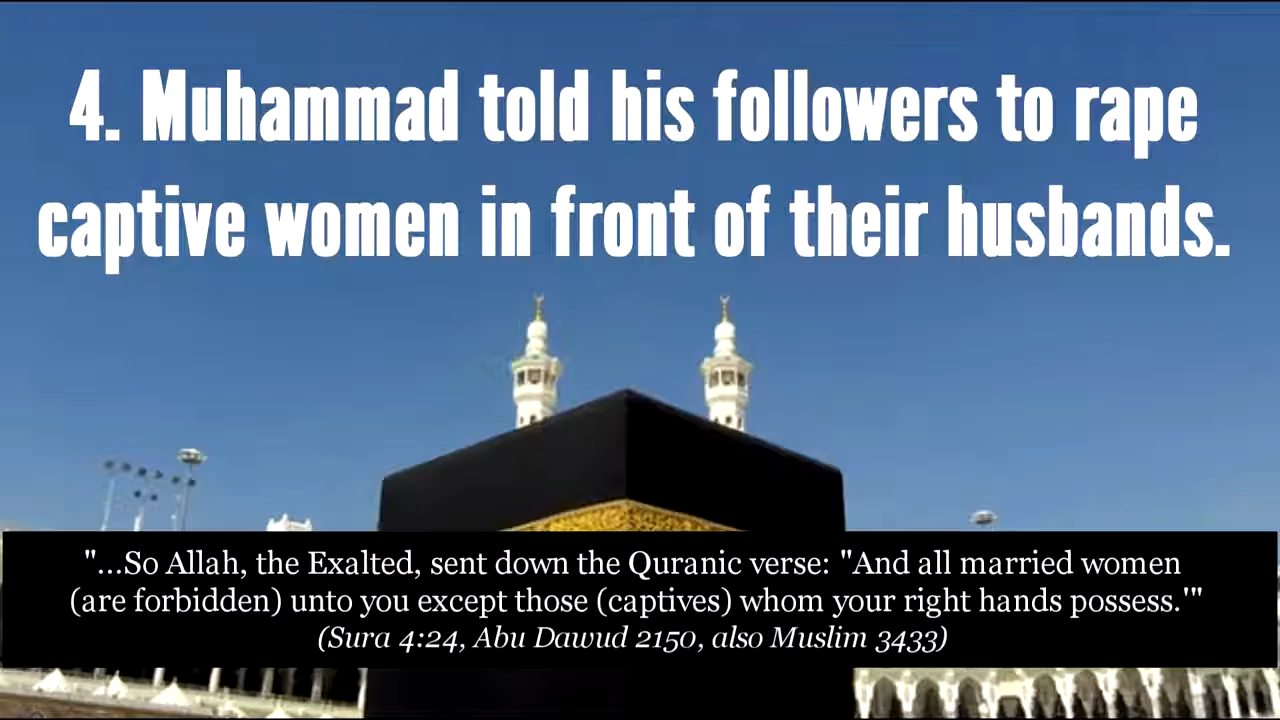 4. Muhammad told his followers to rape
captive women in front of their husbands.
"...So Allah, the Exalted, sent down the Quranic verse: "And all married women
(are forbidden) unto you except those (captives) whom your right hands possess.'"
(Sura 4:24, Abu Dawud 2150, also Muslim 3433)